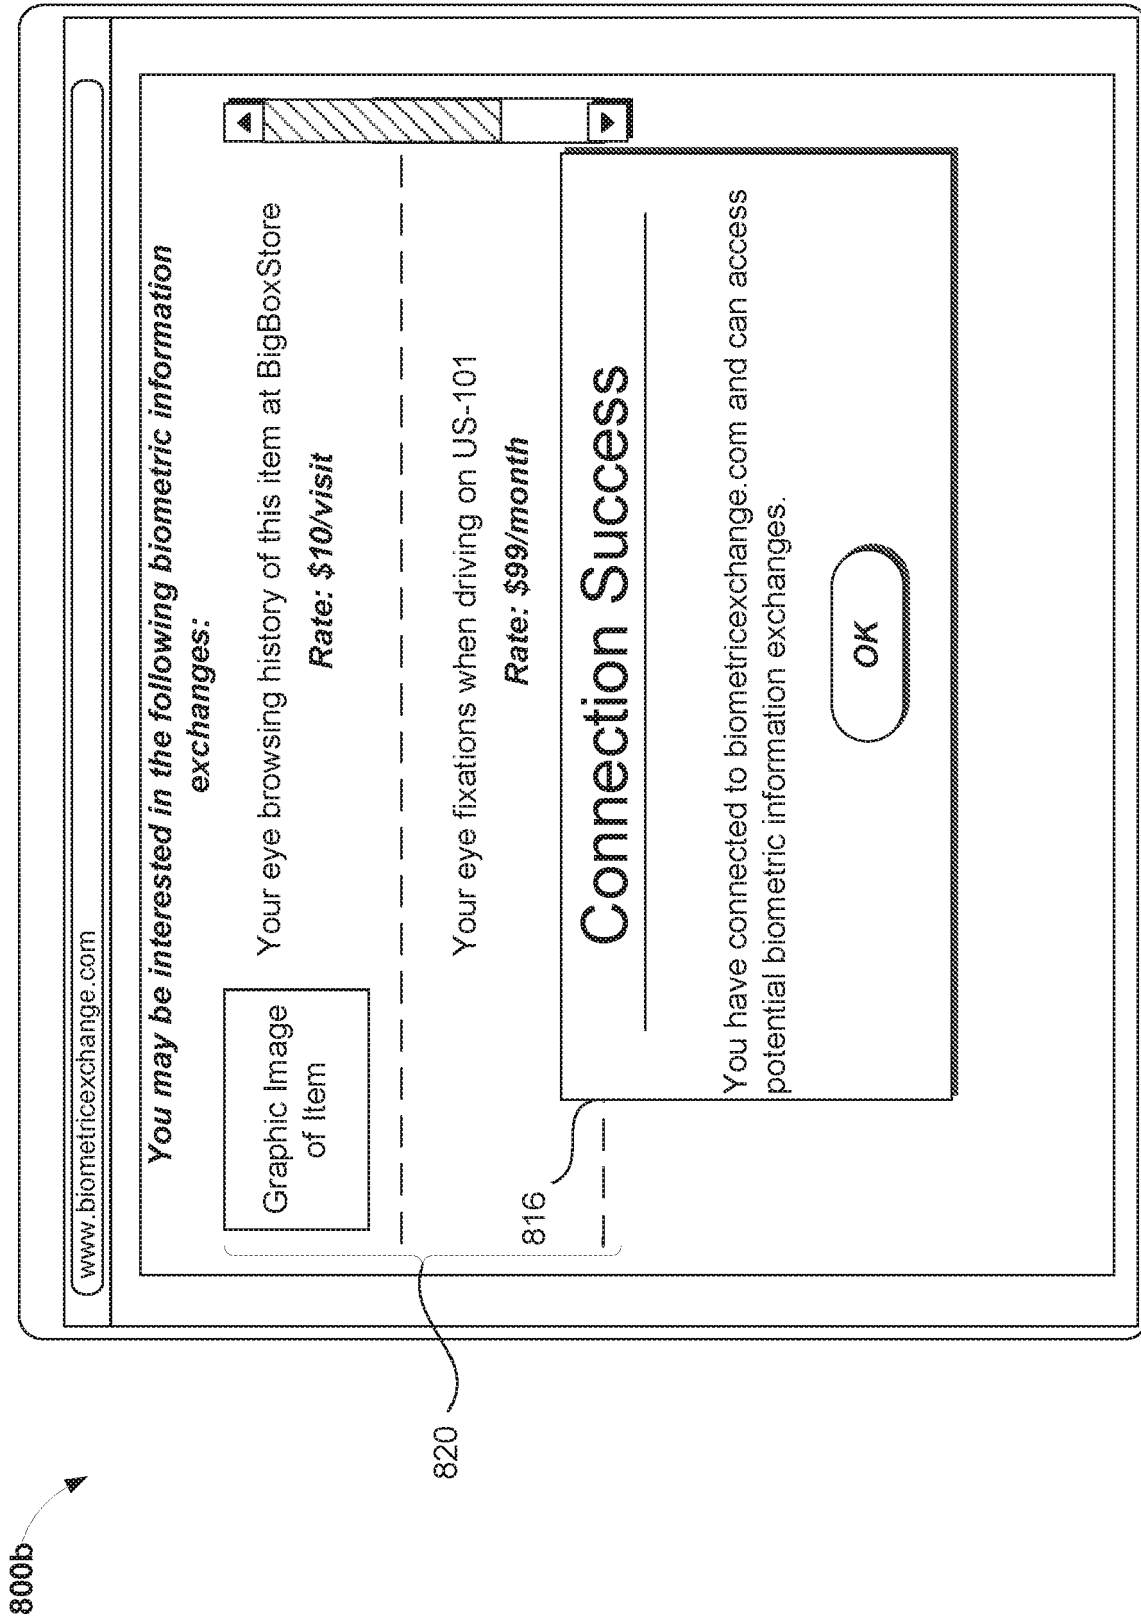 800b
www.biometricexchange.com
You may be interested in the following biometric information
exchanges:
Graphic Image
of Item
Your eye browsing history of this item at BigBoxStore
Rate: $10/visit
820
Your eye fixations when driving on US-101
Rate: $99/month
816
Connection Success
You have connected to biometricexchange.com and can access
potential biometric information exchanges.
OK